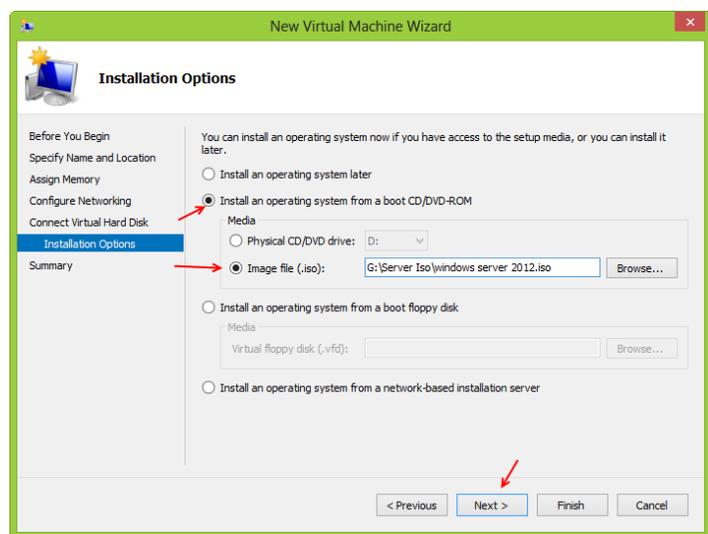 New Virtual Machine Wizard
Installation Options
Before You Begin
Specify Name and Location
Assign Memory
Configure Networking
Connect Virtual Hard Disk
Installation Options
Summary
You can install an operating system now if you have access to the setup media, or you can install it
later.
Install an operating system later
Install an operating system from a boot CD/DVD-ROM
Media
Physical CD/DVD drive: D:
Image file (.iso): G:\Server Iso\windows server 2012.iso Browse...
Install an operating system from a boot floppy disk
Media
Virtual floppy disk (.vfd): Browse...
Install an operating system from a network-based installation server
< Previous Next > Finish Cancel